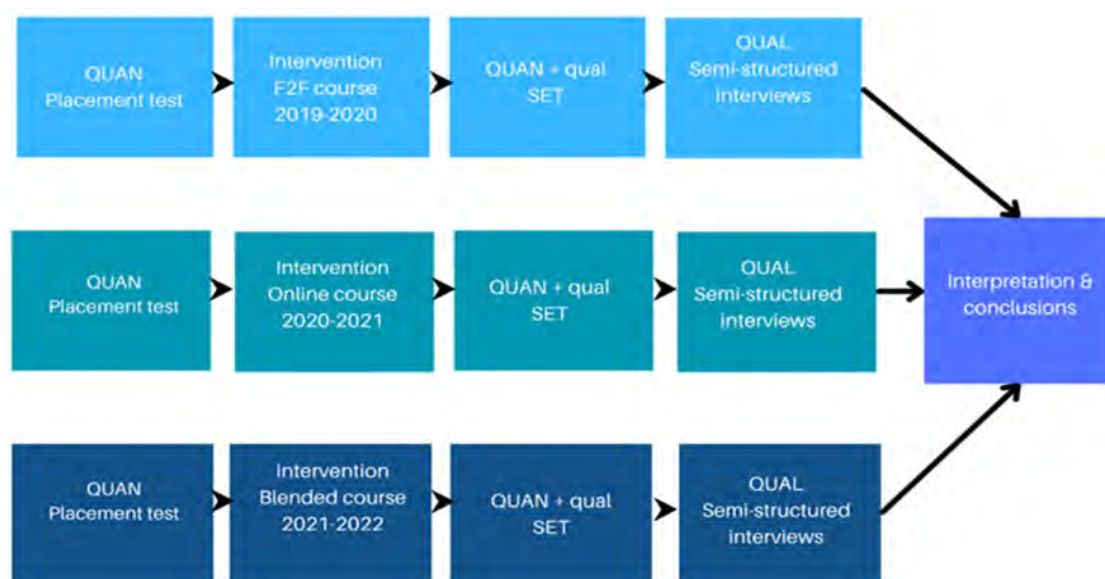 QUAN
Placement test
Intervention
F2F course
2019-2020
QUAN + qual
SET
QUAL
Semi-structured
interviews
QUAN
Placement test
Intervention
Online course
2020-2021
QUAN + qual
SET
QUAL
Semi-structured
interviews
Interpretation &
conclusions
QUAN
Placement test
Intervention
Blended course
2021-2022
QUAN + qual
SET
QUAL
Semi-structured
interviews